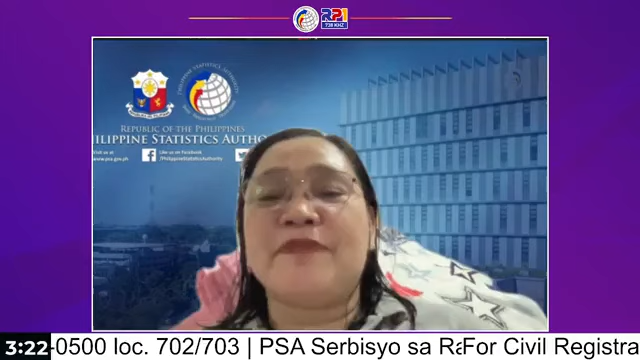 RP1
738 KHZ
REPUBLIC OF THE PHILIPPINES
HILIPPINE STATISTICS AUTHO
Visit us at
www.psa.gov.ph
Like us on Facebook
/PhilippineStatisticsAuthority
3:22
-0500 loc. 702/703 | PSA Serbisyo sa Ra
For Civil Registra